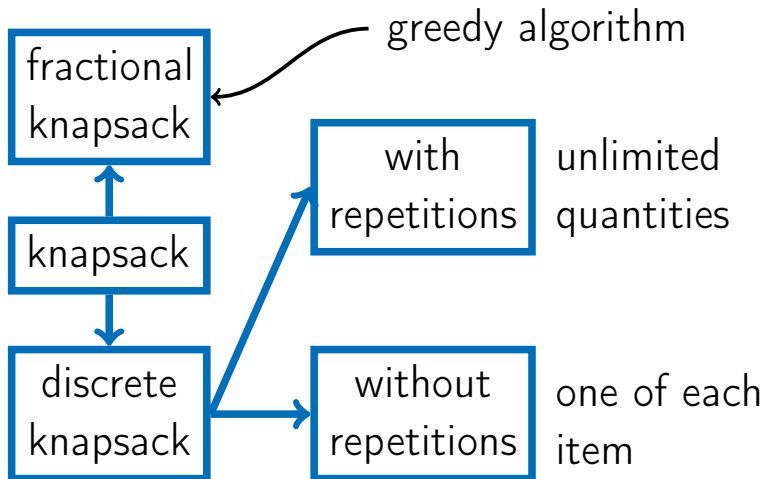 greedy algorithm
fractional
knapsack
with
repetitions
unlimited
quantities
knapsack
discrete
knapsack
without
repetitions
one of each
item